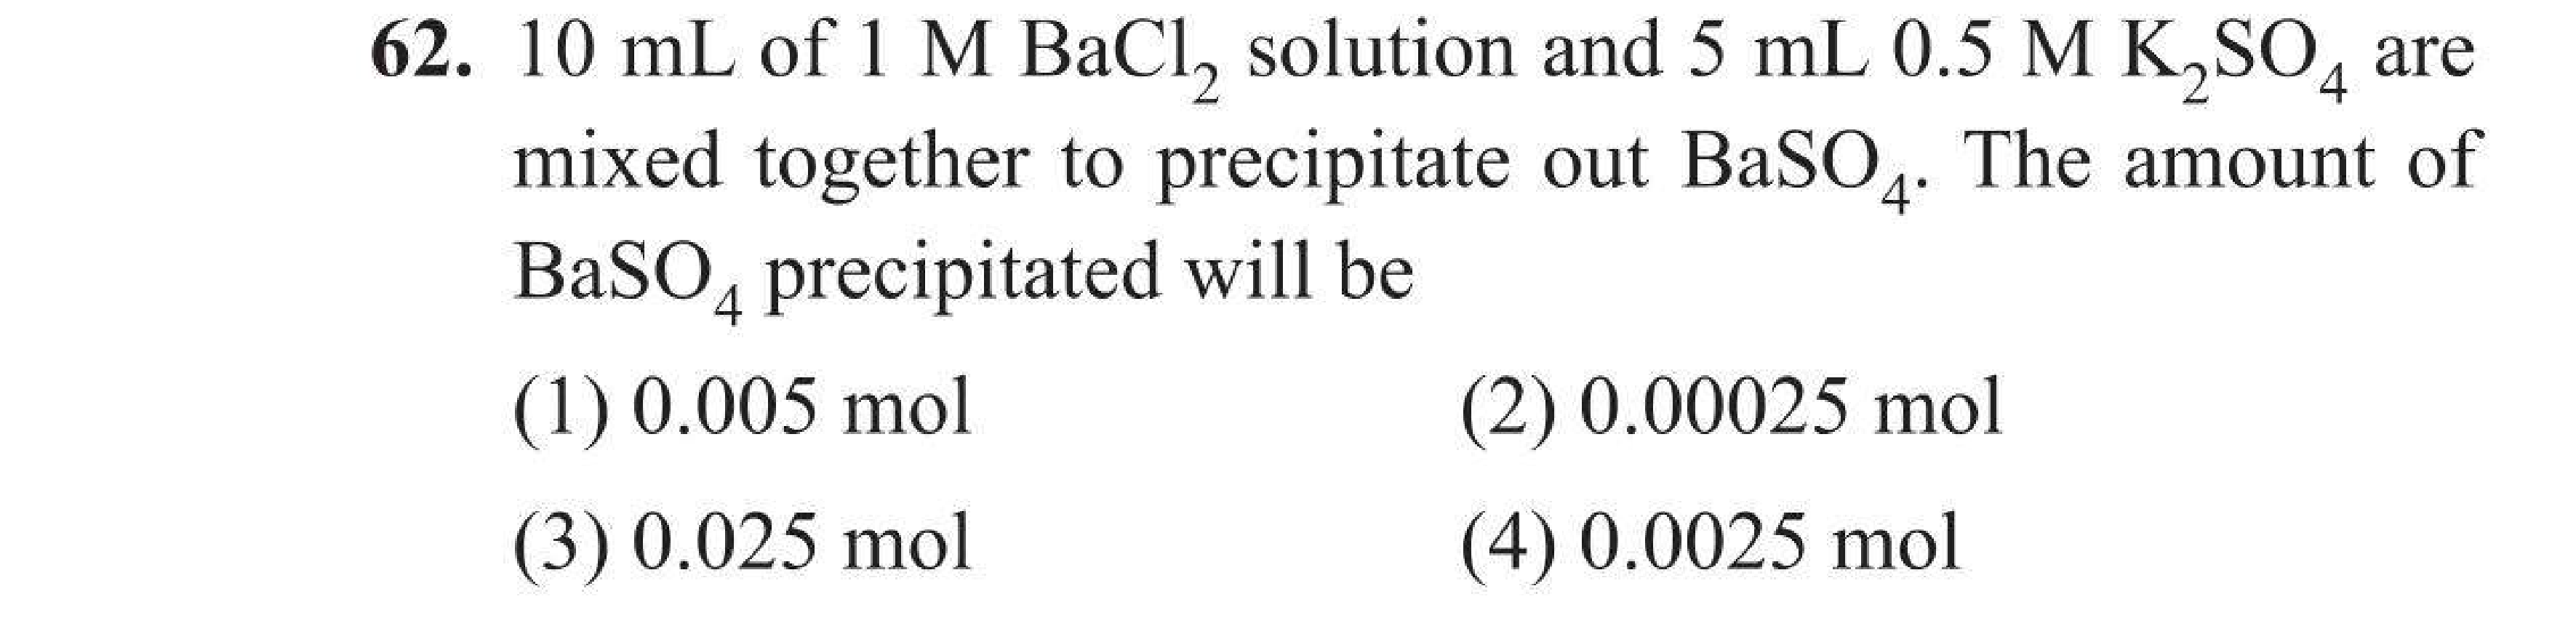 62. 10 mL of 1 M BaCl₂ solution and 5 mL 0.5 M K₂SO₄ are
mixed together to precipitate out BaSO₄. The amount of
BaSO₄ precipitated will be
(1) 0.005 mol (2) 0.00025 mol
(3) 0.025 mol (4) 0.0025 mol